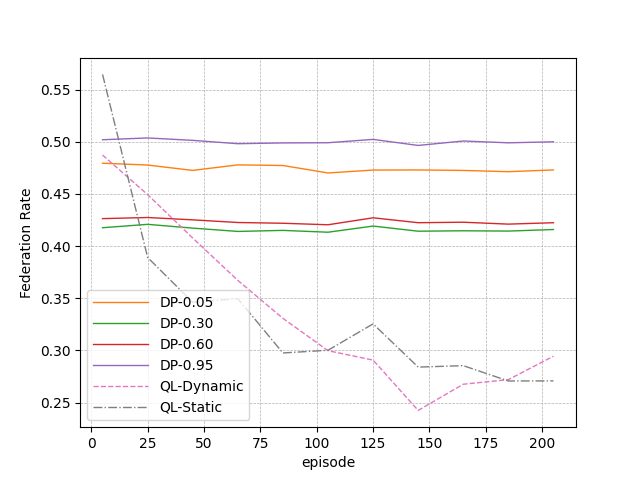 0.55
0.50
0.45
0.40
0.35
0.30
0.25
Federation Rate
DP-0.05
DP-0.30
DP-0.60
DP-0.95
QL-Dynamic
QL-Static
0 25 50 75 100 125 150 175 200
episode